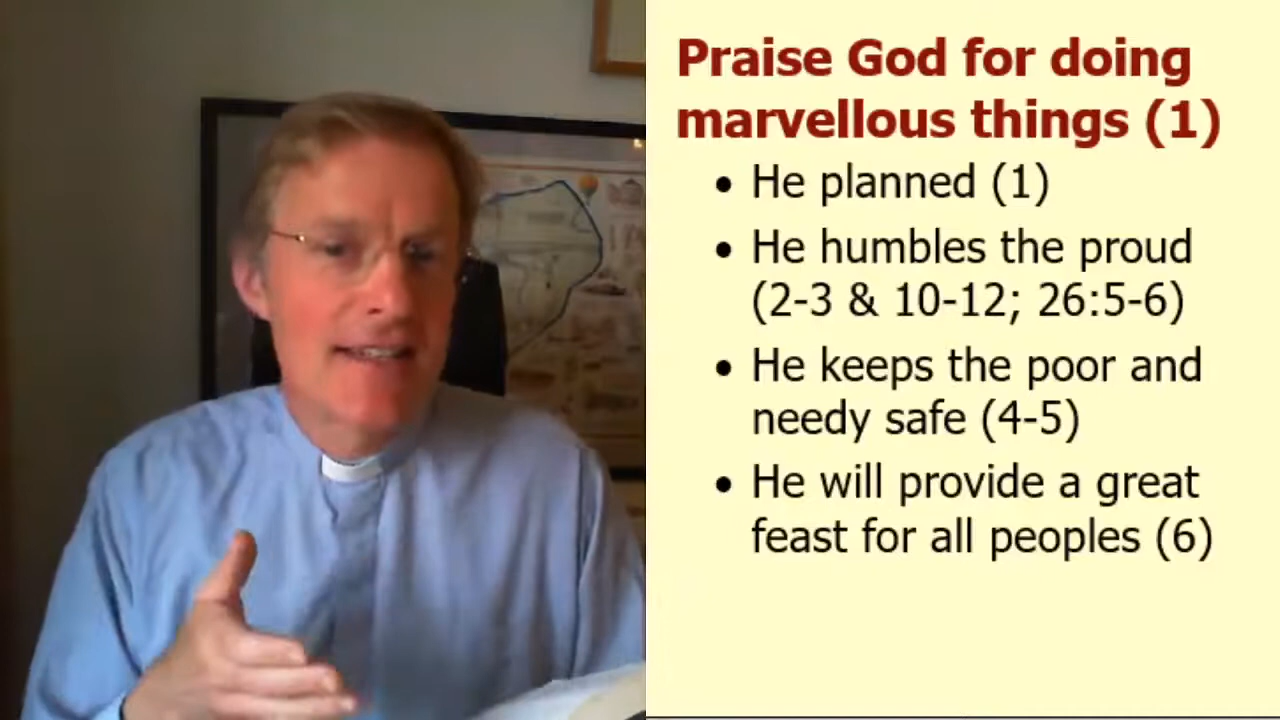 Praise God for doing
marvellous things (1)
• He planned (1)
• He humbles the proud
(2-3 & 10-12; 26:5-6)
• He keeps the poor and
needy safe (4-5)
• He will provide a great
feast for all peoples (6)